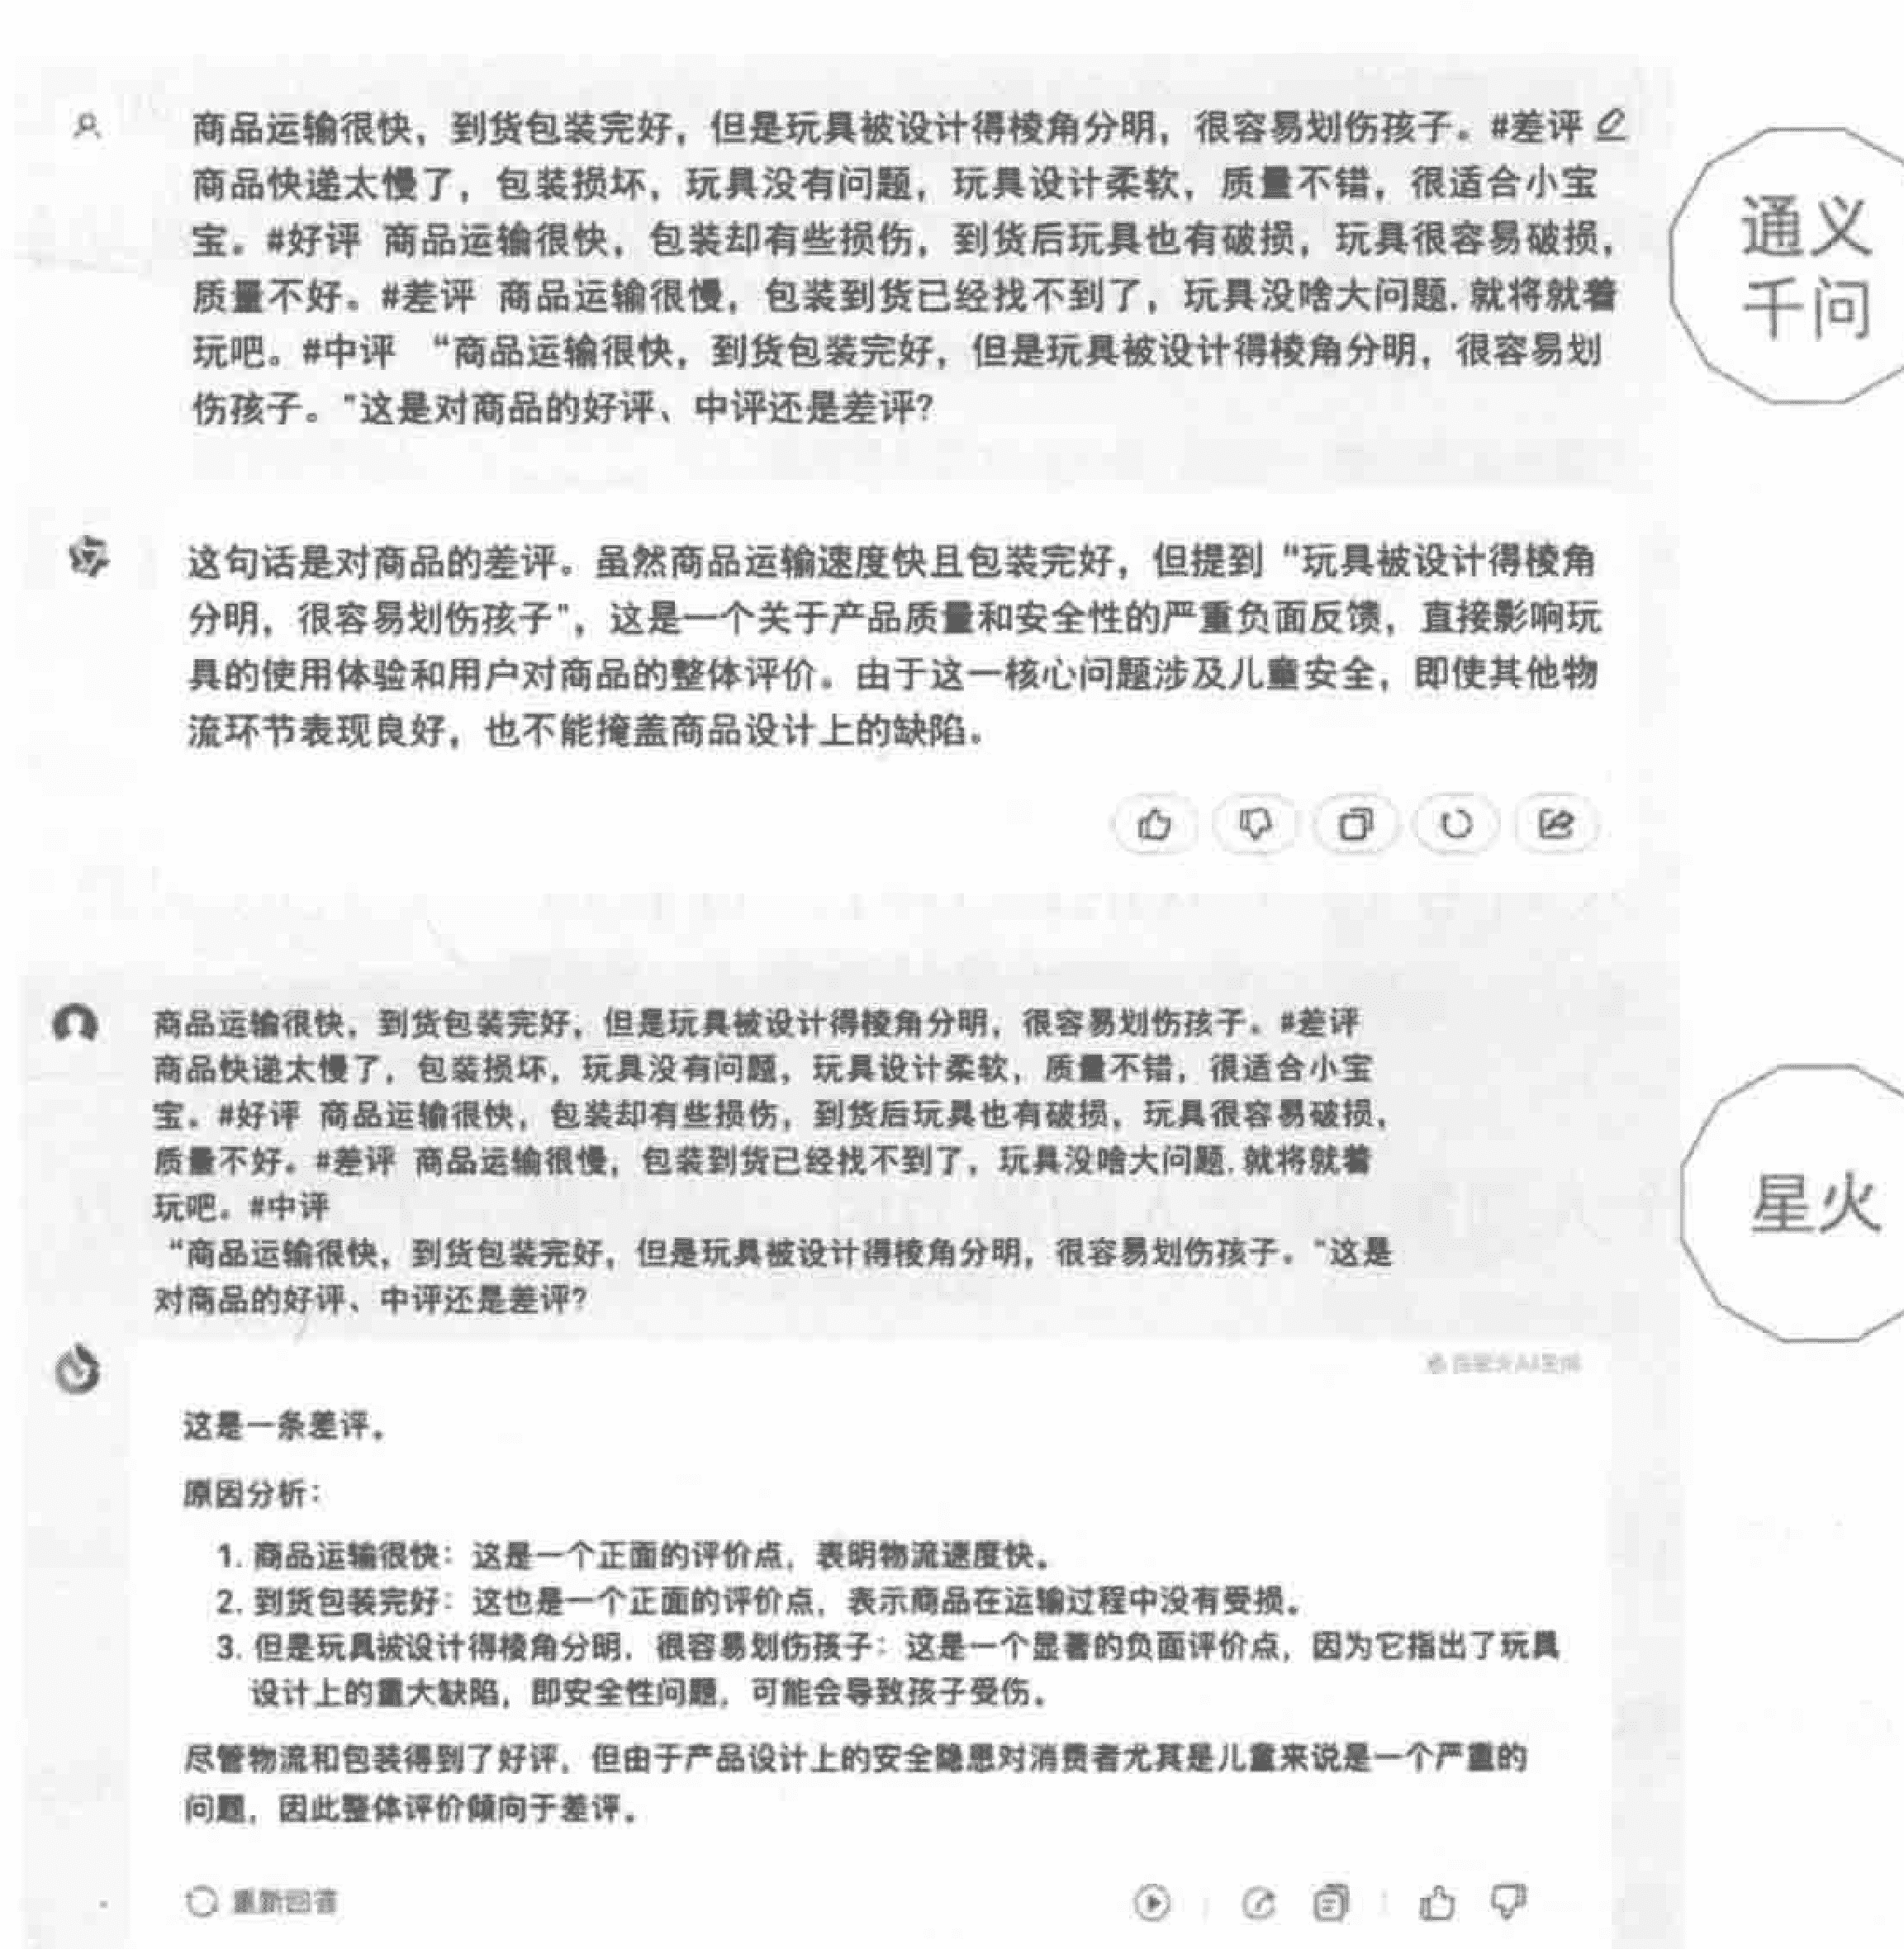 商品运输很快，到货包装完好，但是玩具被设计得棱角分明，很容易划伤孩子。#差评
商品快递太慢了，包装损坏，玩具没有问题，玩具设计柔软，质量不错，很适合小宝
宝。#好评 商品运输很快，包装却有些损伤，到货后玩具也有破损，玩具很容易破损，
质量不好。#差评 商品运输很慢，包装到货已经找不到了，玩具没啥大问题.就将就着
玩吧。#中评 “商品运输很快，到货包装完好，但是玩具被设计得棱角分明，很容易划
伤孩子。”这是对商品的好评、中评还是差评?
通义
千问
这句话是对商品的差评。虽然商品运输速度快且包装完好，但提到“玩具被设计得棱角
分明，很容易划伤孩子”，这是一个关于产品质量和安全性的严重负面反馈，直接影响玩
具的使用体验和用户对商品的整体评价。由于这一核心问题涉及儿童安全，即使其他物
流环节表现良好，也不能掩盖商品设计上的缺陷。
商品运输很快，到货包装完好，但是玩具被设计得棱角分明，很容易划伤孩子。#差评
商品快递太慢了，包装损坏，玩具没有问题，玩具设计柔软，质量不错，很适合小宝
宝。#好评 商品运输很快，包装却有些损伤，到货后玩具也有破损，玩具很容易破损，
质量不好。#差评 商品运输很慢，包装到货已经找不到了，玩具没啥大问题.就将就着
玩吧。#中评
“商品运输很快，到货包装完好，但是玩具被设计得棱角分明，很容易划伤孩子。”这是
对商品的好评、中评还是差评?
星火
这是一条差评。
原因分析：
1. 商品运输很快：这是一个正面的评价点，表明物流速度快。
2. 到货包装完好：这也是一个正面的评价点，表示商品在运输过程中没有受损。
3. 但是玩具被设计得棱角分明，很容易划伤孩子：这是一个显著的负面评价点，因为它指出了玩具
设计上的重大缺陷，即安全性问题，可能会导致孩子受伤。
尽管物流和包装得到了好评，但由于产品设计上的安全隐患对消费者尤其是儿童来说是一个严重的
问题，因此整体评价倾向于差评。
重新回答